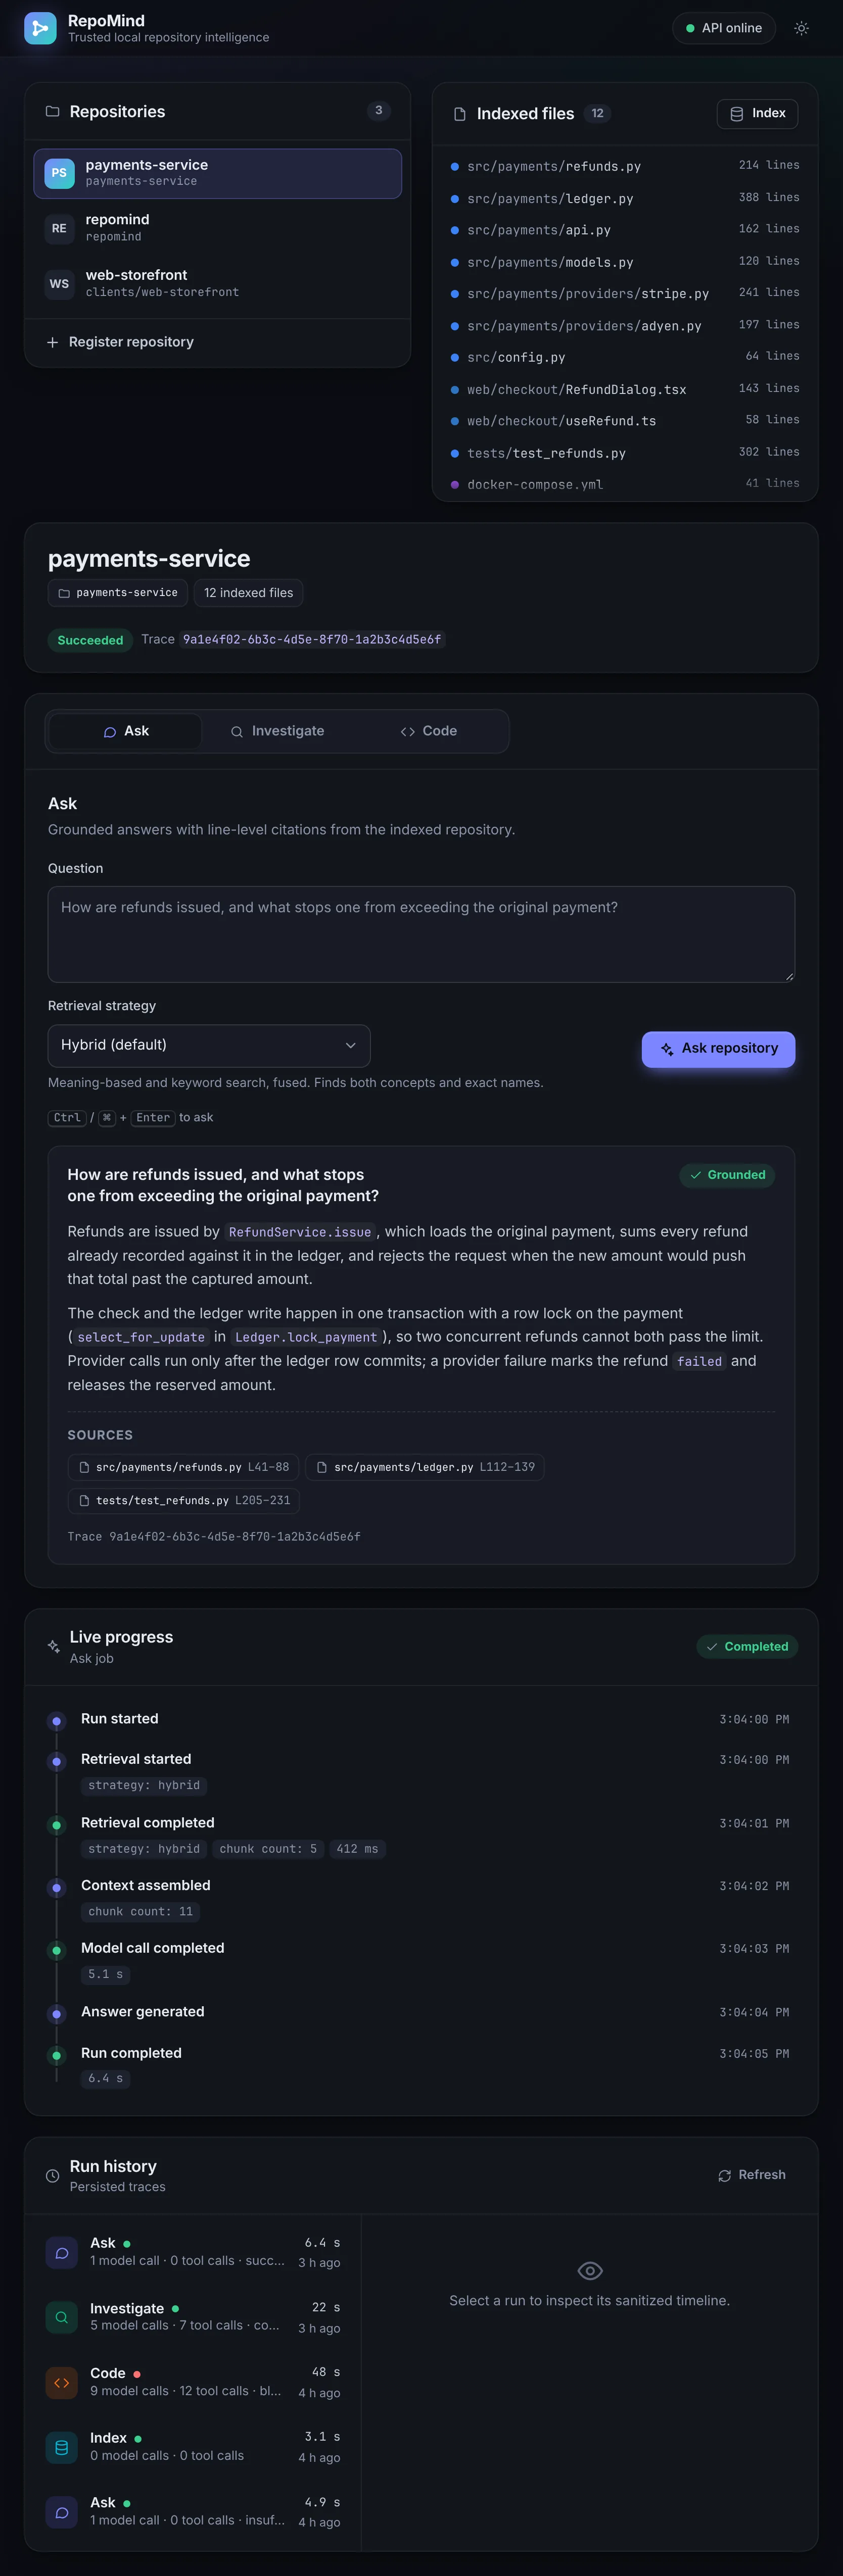 RepoMind
Trusted local repository intelligence
API online
Repositories
3
PS
payments-service
payments-service
RE
repomind
repomind
WS
web-storefront
clients/web-storefront
Register repository
Indexed files
12
Index
src/payments/refunds.py 214 lines
src/payments/ledger.py 388 lines
src/payments/api.py 162 lines
src/payments/models.py 120 lines
src/payments/providers/stripe.py 241 lines
src/payments/providers/adyen.py 197 lines
src/config.py 64 lines
web/checkout/RefundDialog.tsx 143 lines
web/checkout/useRefund.ts 58 lines
tests/test_refunds.py 302 lines
docker-compose.yml 41 lines
payments-service
payments-service 12 indexed files
Succeeded Trace 9a1e4f02-6b3c-4d5e-8f70-1a2b3c4d5e6f
Ask Investigate Code
Ask
Grounded answers with line-level citations from the indexed repository.
Question
How are refunds issued, and what stops one from exceeding the original payment?
Retrieval strategy
Hybrid (default)
Ask repository
Meaning-based and keyword search, fused. Finds both concepts and exact names.
Ctrl / ⌘ + Enter to ask
How are refunds issued, and what stops
one from exceeding the original payment?
Grounded
Refunds are issued by RefundService.issue, which loads the original payment, sums every refund
already recorded against it in the ledger, and rejects the request when the new amount would push
that total past the captured amount.
The check and the ledger write happen in one transaction with a row lock on the payment
(select_for_update in Ledger.lock_payment), so two concurrent refunds cannot both pass the limit.
Provider calls run only after the ledger row commits; a provider failure marks the refund failed and
releases the reserved amount.
SOURCES
src/payments/refunds.py L41–88 src/payments/ledger.py L112–139
tests/test_refunds.py L205–231
Trace 9a1e4f02-6b3c-4d5e-8f70-1a2b3c4d5e6f
Live progress
Ask job
Completed
Run started 3:04:00 PM
Retrieval started 3:04:00 PM
strategy: hybrid
Retrieval completed 3:04:01 PM
strategy: hybrid chunk count: 5 412 ms
Context assembled 3:04:02 PM
chunk count: 11
Model call completed 3:04:03 PM
5.1 s
Answer generated 3:04:04 PM
Run completed 3:04:05 PM
6.4 s
Run history
Persisted traces
Refresh
Ask 6.4 s
1 model call · 0 tool calls · succ... 3 h ago
Investigate 22 s
5 model calls · 7 tool calls · co... 3 h ago
Code 48 s
9 model calls · 12 tool calls · bl... 4 h ago
Index 3.1 s
0 model calls · 0 tool calls 4 h ago
Ask 4.9 s
1 model call · 0 tool calls · insuf... 4 h ago
Select a run to inspect its sanitized timeline.